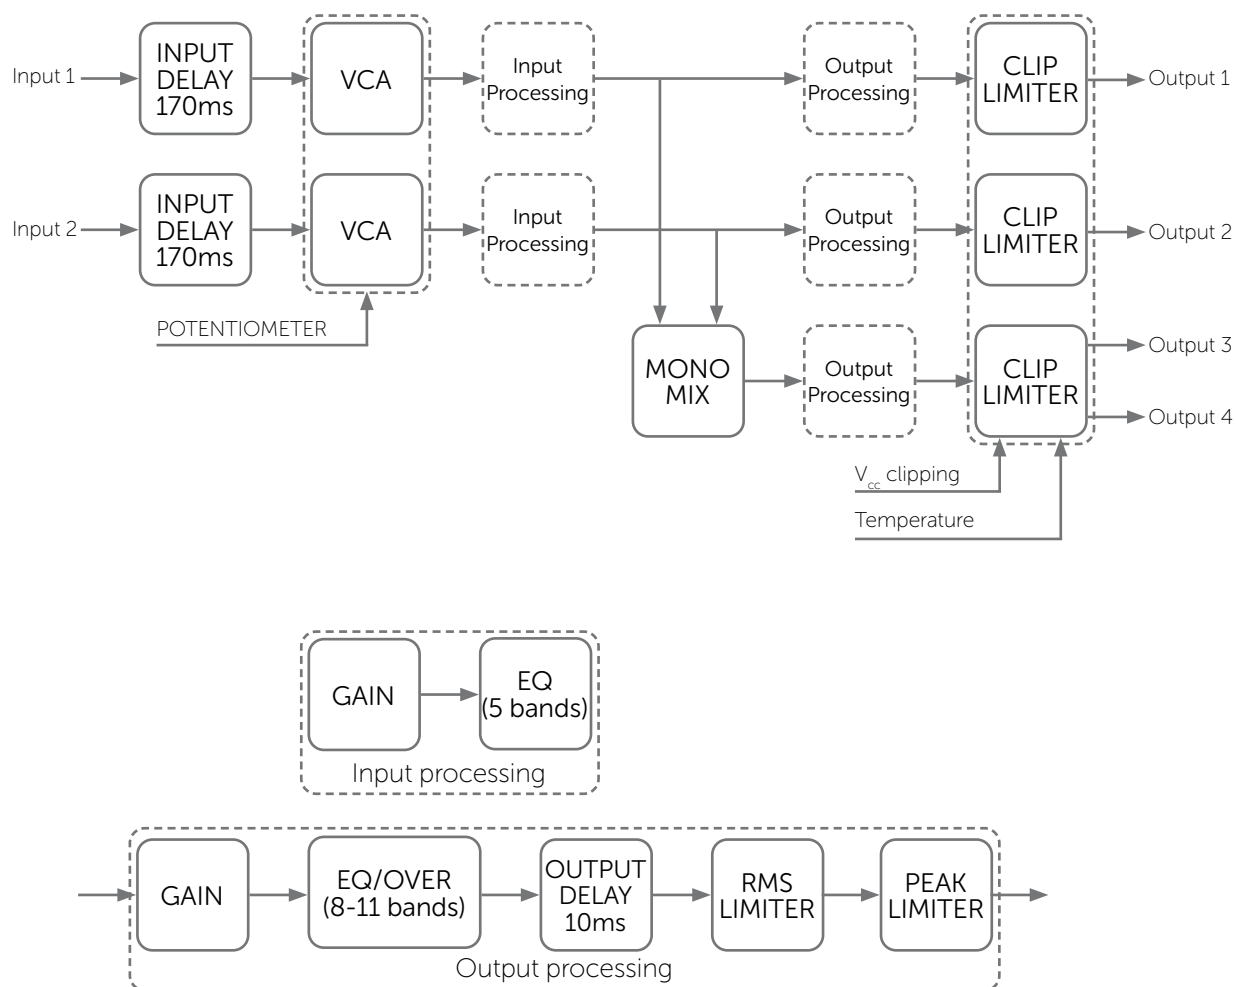 Input 1
INPUT
DELAY
170ms
VCA
Input
Processing
Output
Processing
CLIP
LIMITER
Output 1
Input 2
INPUT
DELAY
170ms
VCA
Input
Processing
Output
Processing
CLIP
LIMITER
Output 2
POTENTIOMETER
MONO
MIX
Output
Processing
CLIP
LIMITER
Output 3
Output 4
Vcc clipping
Temperature
GAIN
EQ
(5 bands)
Input processing
GAIN
EQ/OVER
(8-11 bands)
OUTPUT
DELAY
10ms
RMS
LIMITER
PEAK
LIMITER
Output processing